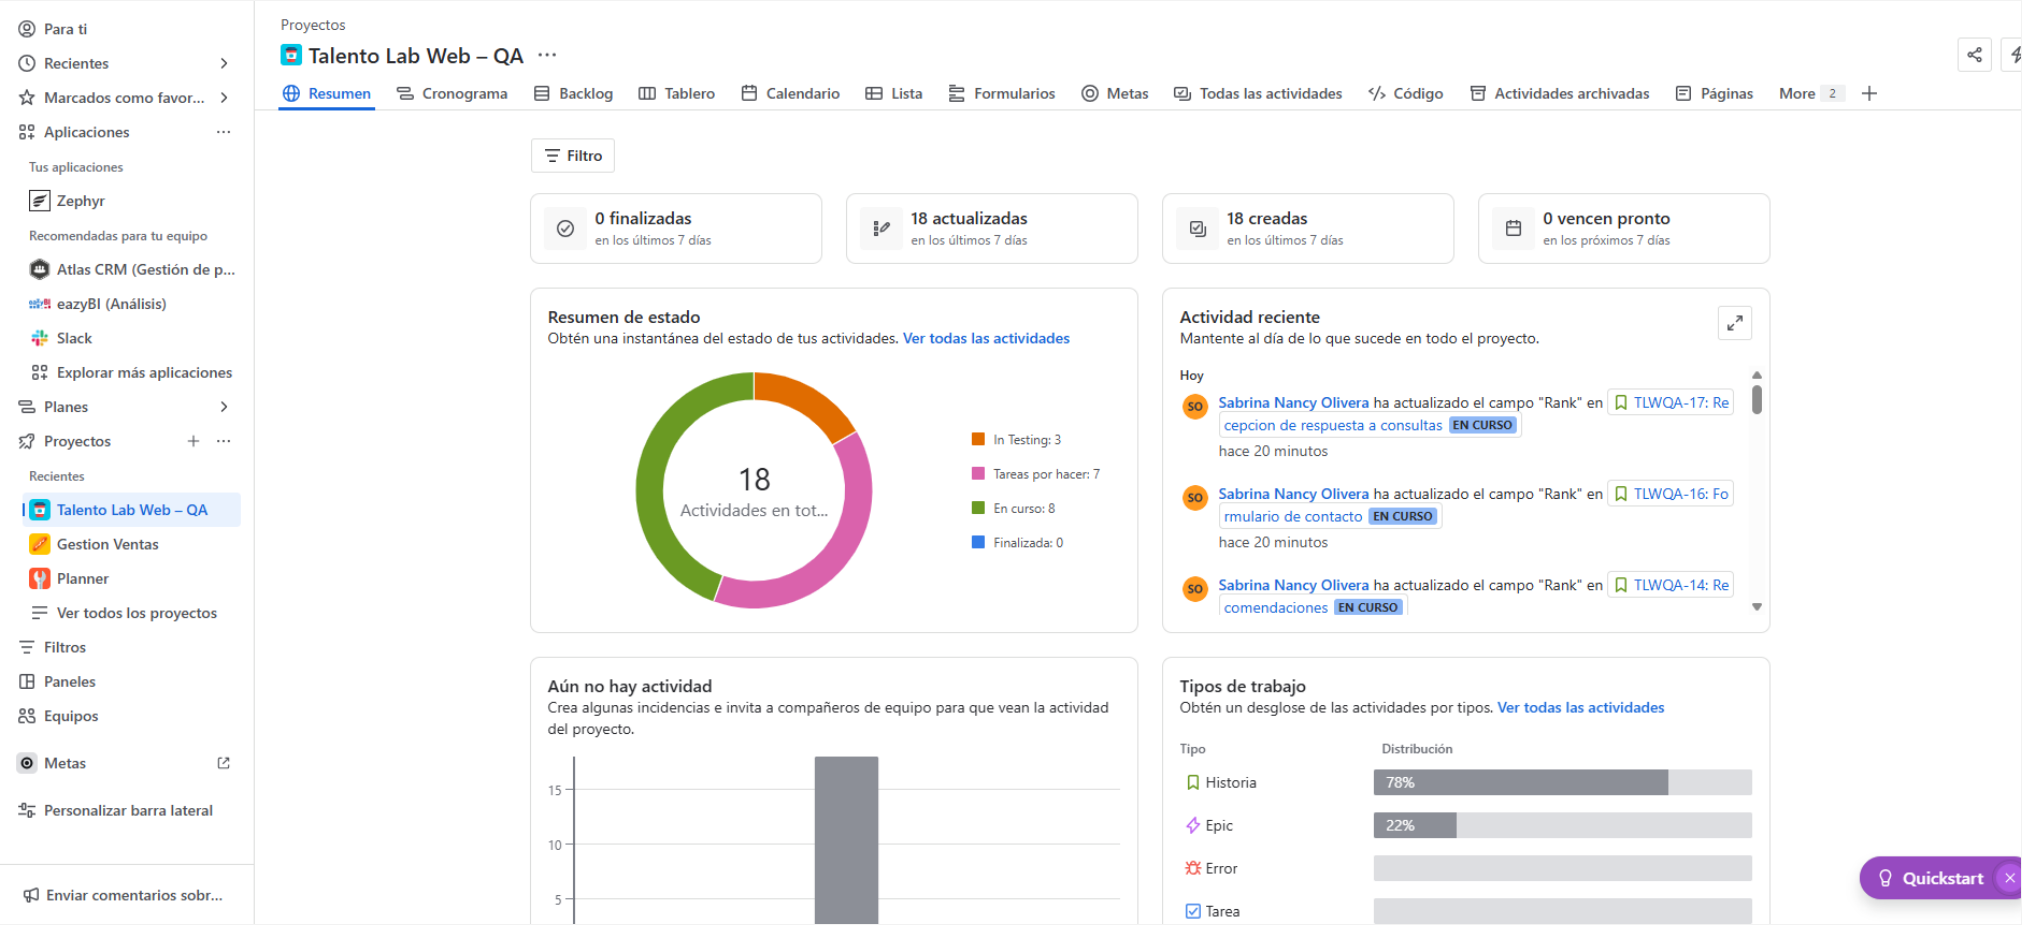 Para ti
Recientes
Marcados como favor...
Aplicaciones
Tus aplicaciones
Zephyr
Recomendadas para tu equipo
Atlas CRM (Gestión de p...
eazyBI (Análisis)
Slack
Explorar más aplicaciones
Planes
Proyectos
Recientes
Talento Lab Web – QA
Gestion Ventas
Planner
Ver todos los proyectos
Filtros
Paneles
Equipos
Metas
Personalizar barra lateral
Enviar comentarios sobr...
Proyectos
Talento Lab Web – QA
Resumen Cronograma Backlog Tablero Calendario Lista Formularios Metas Todas las actividades Código Actividades archivadas Páginas More 2
Filtro
0 finalizadas
en los últimos 7 días
18 actualizadas
en los últimos 7 días
18 creadas
en los últimos 7 días
0 vencen pronto
en los próximos 7 días
Resumen de estado
Obtén una instantánea del estado de tus actividades. Ver todas las actividades
18
Actividades en tot...
In Testing: 3
Tareas por hacer: 7
En curso: 8
Finalizada: 0
Actividad reciente
Mantente al día de lo que sucede en todo el proyecto.
Hoy
SO Sabrina Nancy Olivera ha actualizado el campo "Rank" en TLWQA-17: Re
cepcion de respuesta a consultas EN CURSO
hace 20 minutos
SO Sabrina Nancy Olivera ha actualizado el campo "Rank" en TLWQA-16: Fo
rmulario de contacto EN CURSO
hace 20 minutos
SO Sabrina Nancy Olivera ha actualizado el campo "Rank" en TLWQA-14: Re
comendaciones EN CURSO
Aún no hay actividad
Crea algunas incidencias e invita a compañeros de equipo para que vean la actividad
del proyecto.
15
10
5
Tipos de trabajo
Obtén un desglose de las actividades por tipos. Ver todas las actividades
Tipo Distribución
Historia 78%
Epic 22%
Error
Tarea
Quickstart